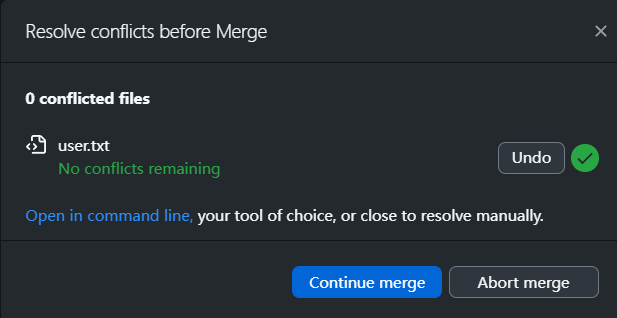 Resolve conflicts before Merge
0 conflicted files
user.txt
No conflicts remaining
Undo
Open in command line, your tool of choice, or close to resolve manually.
Continue merge
Abort merge